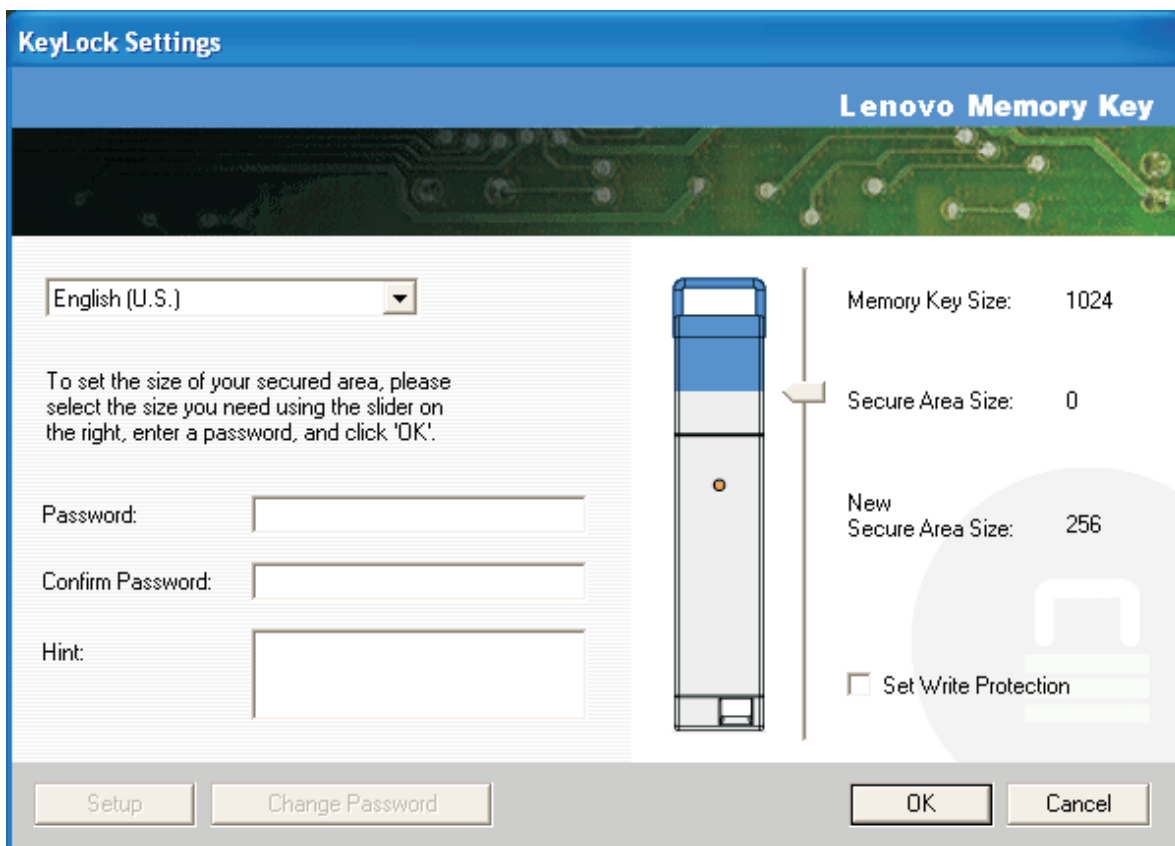 KeyLock Settings
Lenovo Memory Key
English (U.S.)
To set the size of your secured area, please
select the size you need using the slider on
the right, enter a password, and click 'OK'.
Password:
Confirm Password:
Hint:
Memory Key Size: 1024
Secure Area Size: 0
New
Secure Area Size: 256
Set Write Protection
Setup
Change Password
OK
Cancel